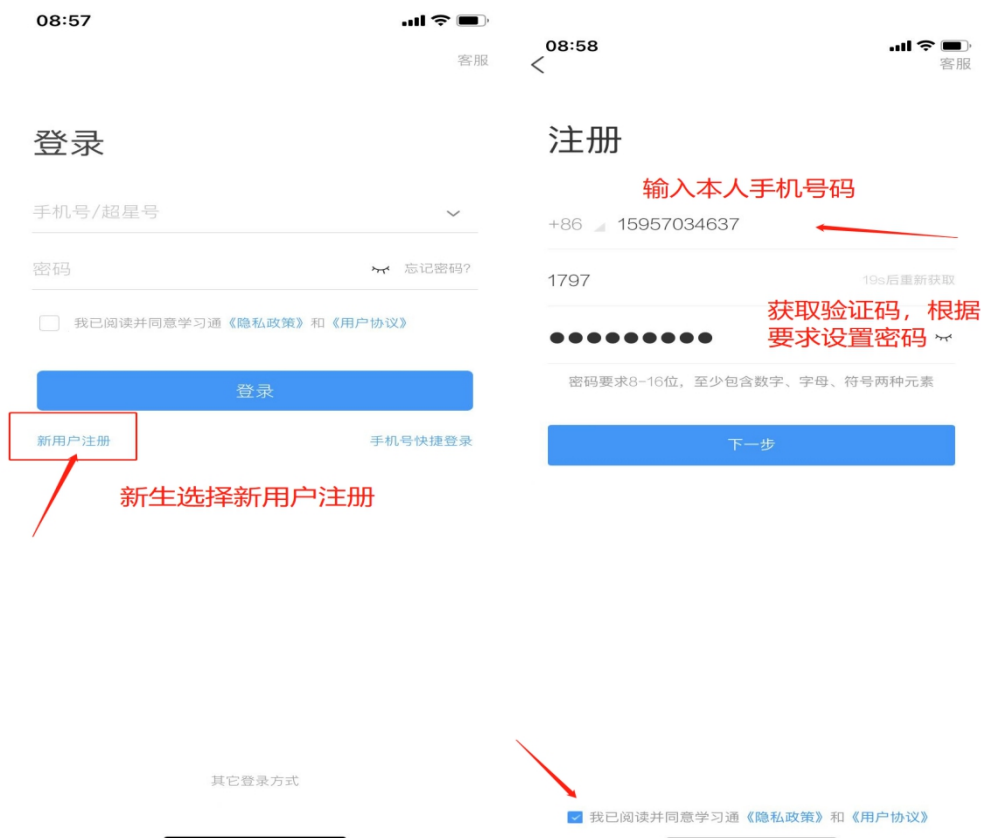 08:57
客服
登录
手机号/超星号
密码
忘记密码?
我已阅读并同意学习通《隐私政策》和《用户协议》
登录
新用户注册
手机号快捷登录
新生选择新用户注册
其它登录方式
08:58
客服
注册
输入本人手机号码
+86 15957034637
1797
19s后重新获取
获取验证码，根据
要求设置密码
密码要求8-16位，至少包含数字、字母、符号两种元素
下一步
我已阅读并同意学习通《隐私政策》和《用户协议》